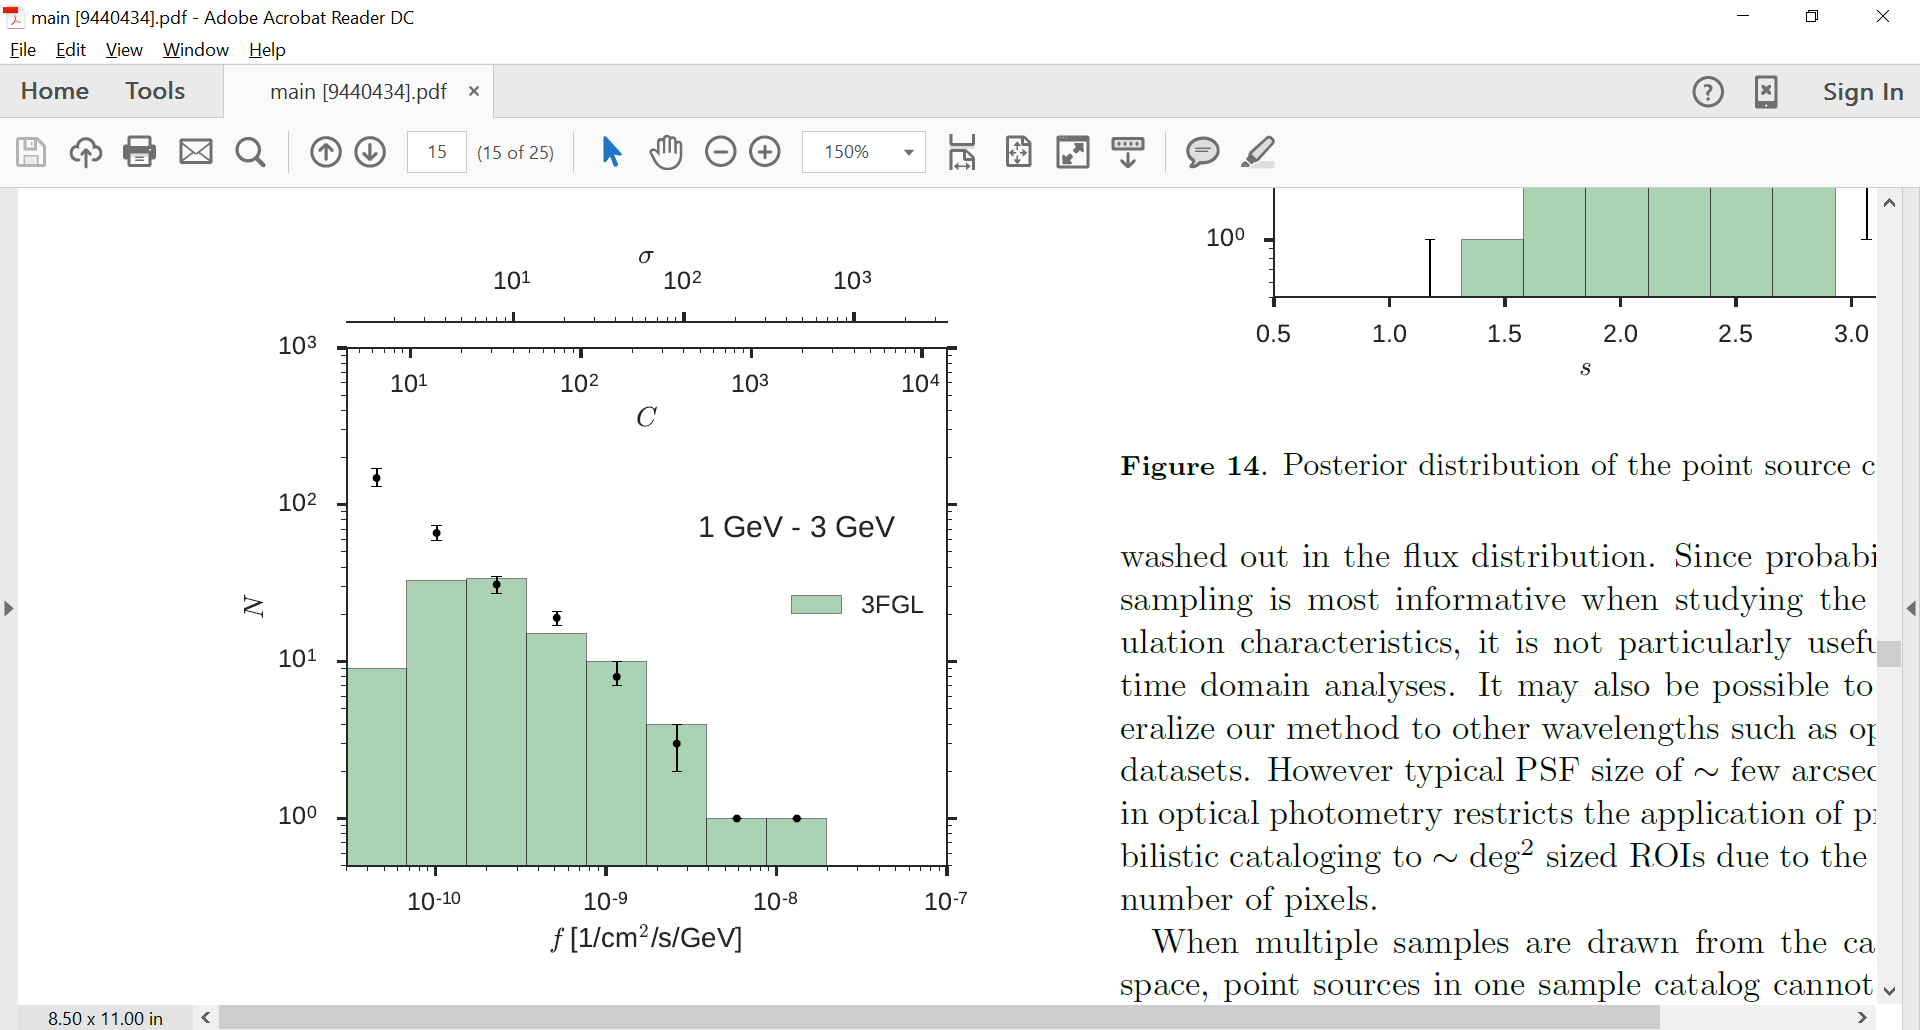 main [9440434].pdf - Adobe Acrobat Reader DC
File Edit View Window Help
Home Tools main [9440434].pdf × Sign In
15 (15 of 25) 150%
σ
10¹ 10² 10³
10³
10¹ 10² 10³ 10⁴
C
10²
1 GeV - 3 GeV
3FGL
N
10¹
10⁰
10⁻¹⁰ 10⁻⁹ 10⁻⁸ 10⁻⁷
f [1/cm²/s/GeV]
10⁰
0.5 1.0 1.5 2.0 2.5 3.0
s
Figure 14. Posterior distribution of the point source c
washed out in the flux distribution. Since probabi
sampling is most informative when studying the
ulation characteristics, it is not particularly usefu
time domain analyses. It may also be possible to
eralize our method to other wavelengths such as op
datasets. However typical PSF size of ∼ few arcsec
in optical photometry restricts the application of p
bilistic cataloging to ∼ deg² sized ROIs due to the
number of pixels.
When multiple samples are drawn from the ca
space, point sources in one sample catalog cannot
8.50 x 11.00 in